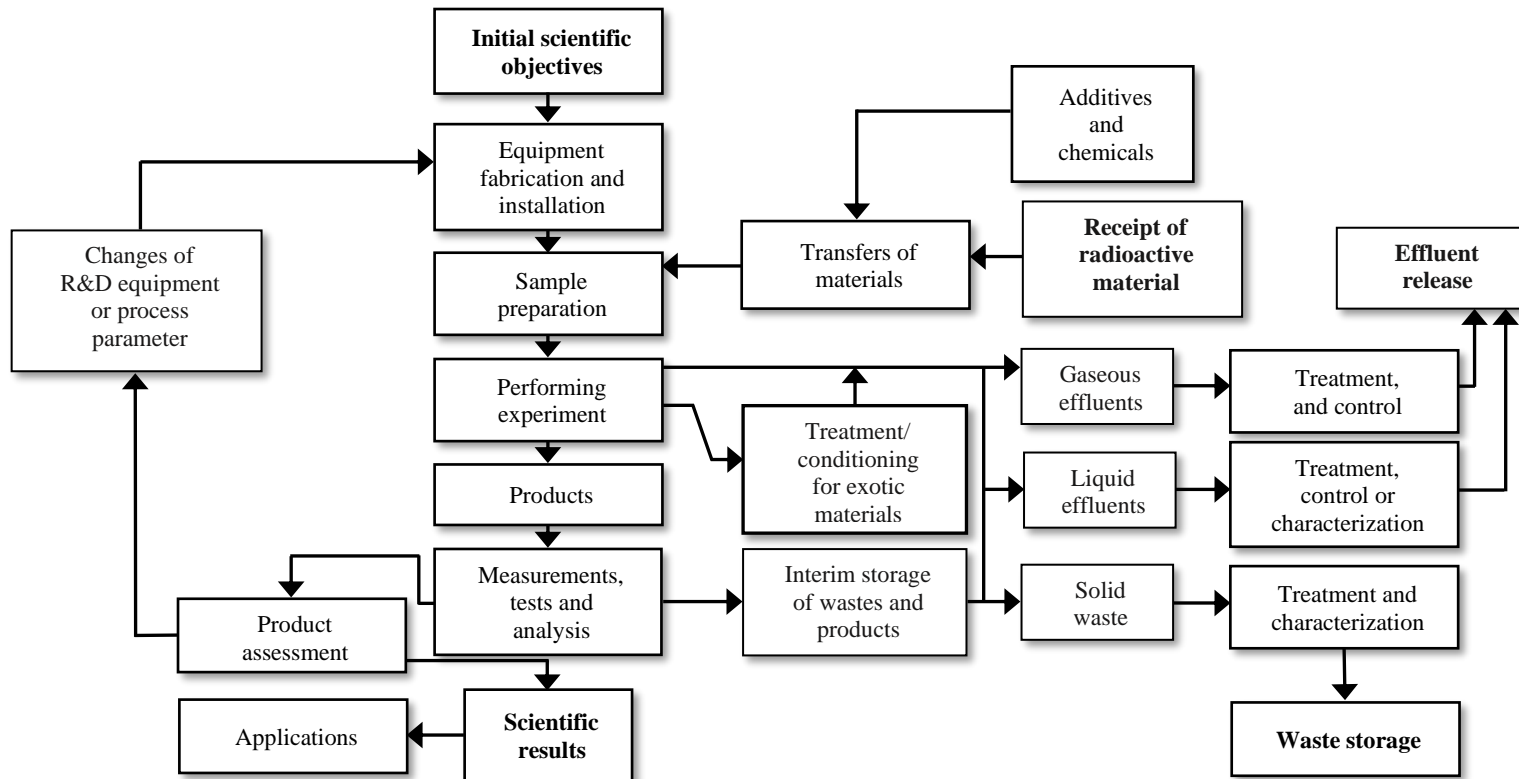 Initial scientific
objectives
Additives
and
chemicals
Equipment
fabrication and
installation
Changes of
R&D equipment
or process
parameter
Transfers of
materials
Receipt of
radioactive
material
Effluent
release
Sample
preparation
Performing
experiment
Gaseous
effluents
Treatment,
and control
Treatment/
conditioning
for exotic
materials
Products
Liquid
effluents
Treatment,
control or
characterization
Measurements,
tests and
analysis
Interim storage
of wastes and
products
Solid
waste
Treatment and
characterization
Product
assessment
Applications
Scientific
results
Waste storage